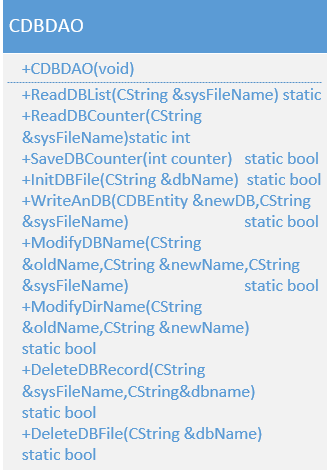 CDBDAO
+CDBDAO(void)
+ReadDBList(CString &sysFileName) static
+ReadDBCounter(CString
&sysFileName)static int
+SaveDBCounter(int counter) static bool
+InitDBFile(CString &dbName) static bool
+WriteAnDB(CDBEntity &newDB,CString
&sysFileName) static bool
+ModifyDBName(CString
&oldName,CString &newName,CString
&sysFileName) static bool
+ModifyDirName(CString
&oldName,CString &newName)
static bool
+DeleteDBRecord(CString
&sysFileName,CString&dbname)
static bool
+DeleteDBFile(CString &dbName)
static bool